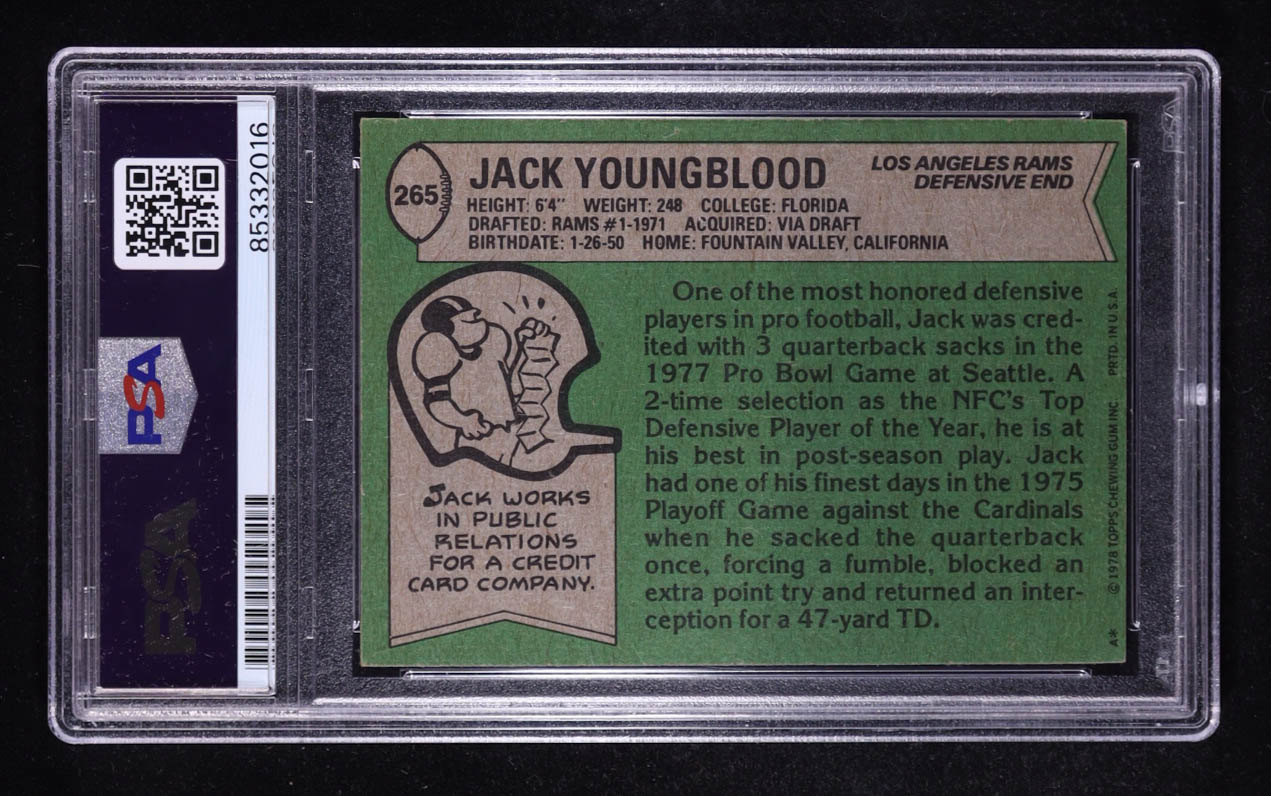 85332016
PSA
PSA
265
JACK YOUNGBLOOD
LOS ANGELES RAMS
DEFENSIVE END
HEIGHT: 6'4" WEIGHT: 248 COLLEGE: FLORIDA
DRAFTED: RAMS #1-1971 ACQUIRED: VIA DRAFT
BIRTHDATE: 1-26-50 HOME: FOUNTAIN VALLEY, CALIFORNIA
JACK WORKS
IN PUBLIC
RELATIONS
FOR A CREDIT
CARD COMPANY.
One of the most honored defensive
players in pro football, Jack was cred-
ited with 3 quarterback sacks in the
1977 Pro Bowl Game at Seattle. A
2-time selection as the NFC's Top
Defensive Player of the Year, he is at
his best in post-season play. Jack
had one of his finest days in the 1975
Playoff Game against the Cardinals
when he sacked the quarterback
once, forcing a fumble, blocked an
extra point try and returned an inter-
ception for a 47-yard TD.
A* © 1978 TOPPS CHEWING GUM INC. PRTD. IN U.S.A.
PSA